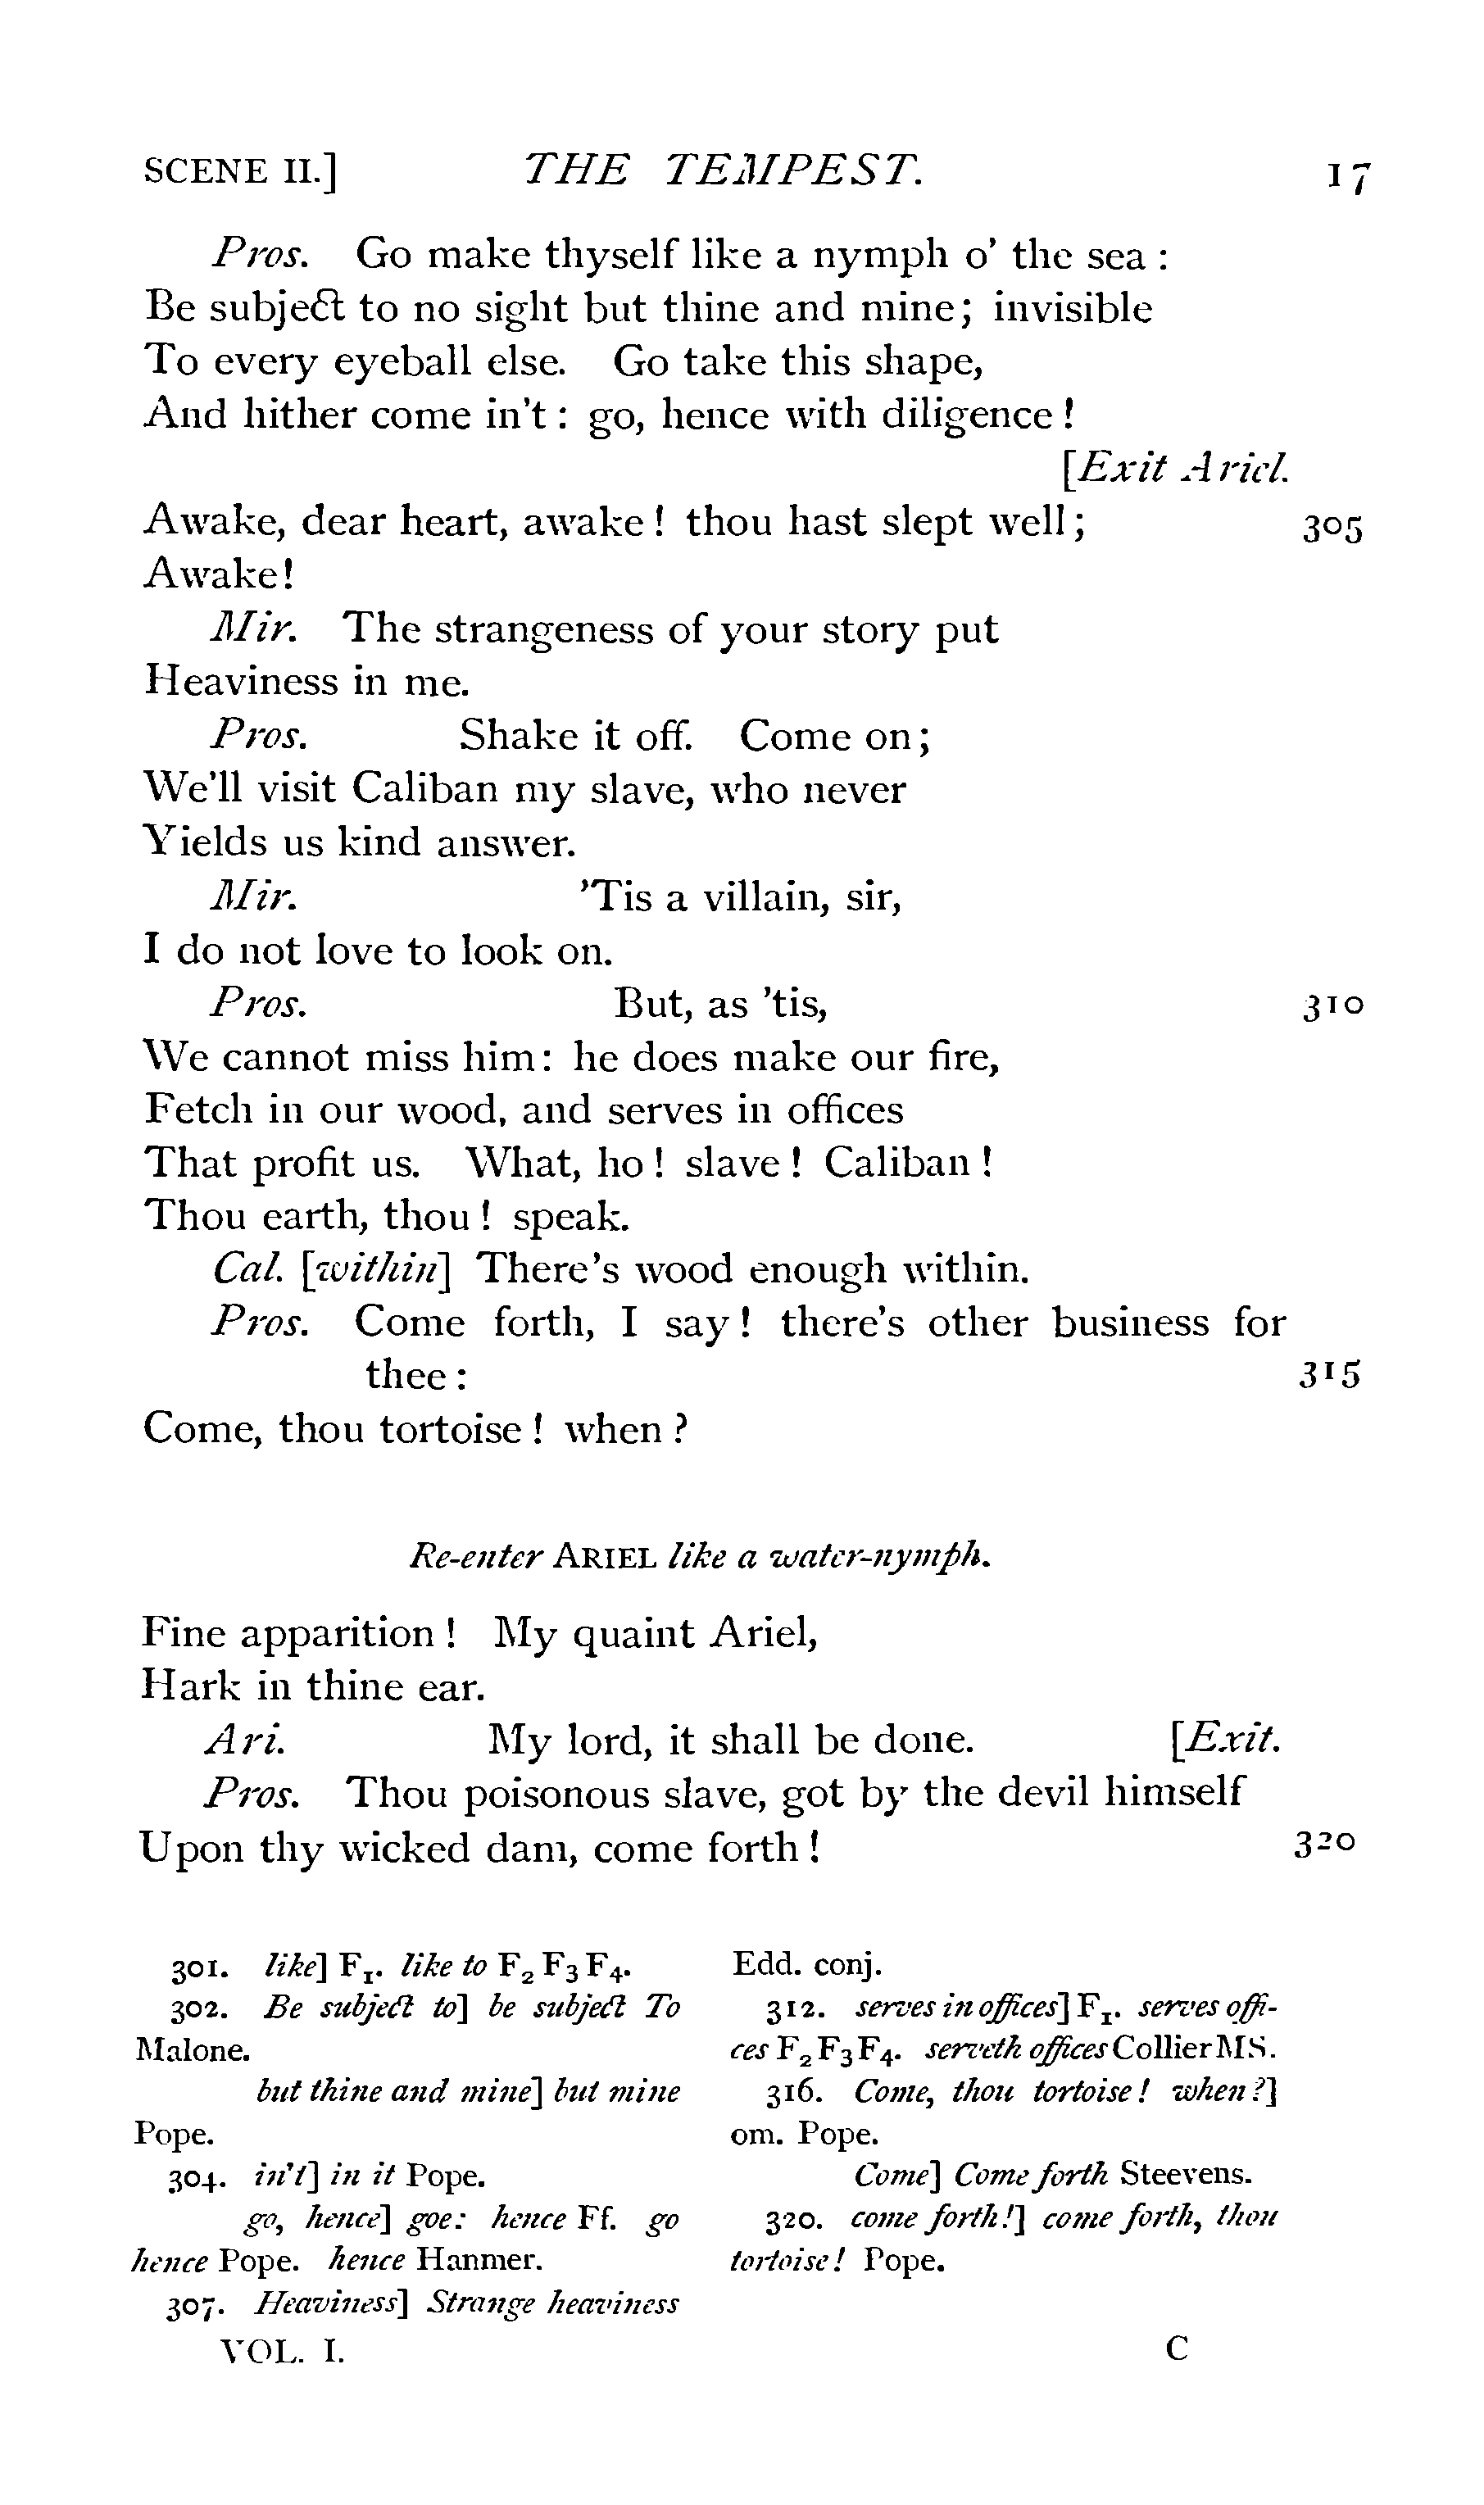 SCENE II.] THE TEMPEST. 17
Pros. Go make thyself like a nymph o' the sea :
Be subject to no sight but thine and mine; invisible
To every eyeball else. Go take this shape,
And hither come in't : go, hence with diligence !
[Exit Ariel.
Awake, dear heart, awake ! thou hast slept well ; 305
Awake!
Mir. The strangeness of your story put
Heaviness in me.
Pros. Shake it off. Come on ;
We'll visit Caliban my slave, who never
Yields us kind answer.
Mir. 'Tis a villain, sir,
I do not love to look on.
Pros. But, as 'tis, 310
We cannot miss him : he does make our fire,
Fetch in our wood, and serves in offices
That profit us. What, ho ! slave ! Caliban !
Thou earth, thou ! speak.
Cal. [within] There's wood enough within.
Pros. Come forth, I say ! there's other business for
thee : 315
Come, thou tortoise ! when ?
Re-enter ARIEL like a water-nymph.
Fine apparition ! My quaint Ariel,
Hark in thine ear.
Ari. My lord, it shall be done. [Exit.
Pros. Thou poisonous slave, got by the devil himself
Upon thy wicked dam, come forth ! 320
301. like] F1. like to F2 F3 F4.
302. Be subject to] be subject To
Malone.
but thine and mine] but mine
Pope.
304. in't] in it Pope.
go, hence] goe: hence Ff. go
hence Pope. hence Hanmer.
307. Heaviness] Strange heaviness
Edd. conj.
312. serves in offices] F1. serves offi-
ces F2 F3 F4. serveth offices Collier MS.
316. Come, thou tortoise! when?]
om. Pope.
Come] Come forth Steevens.
320. come forth!] come forth, thou
tortoise! Pope.
VOL. I. C